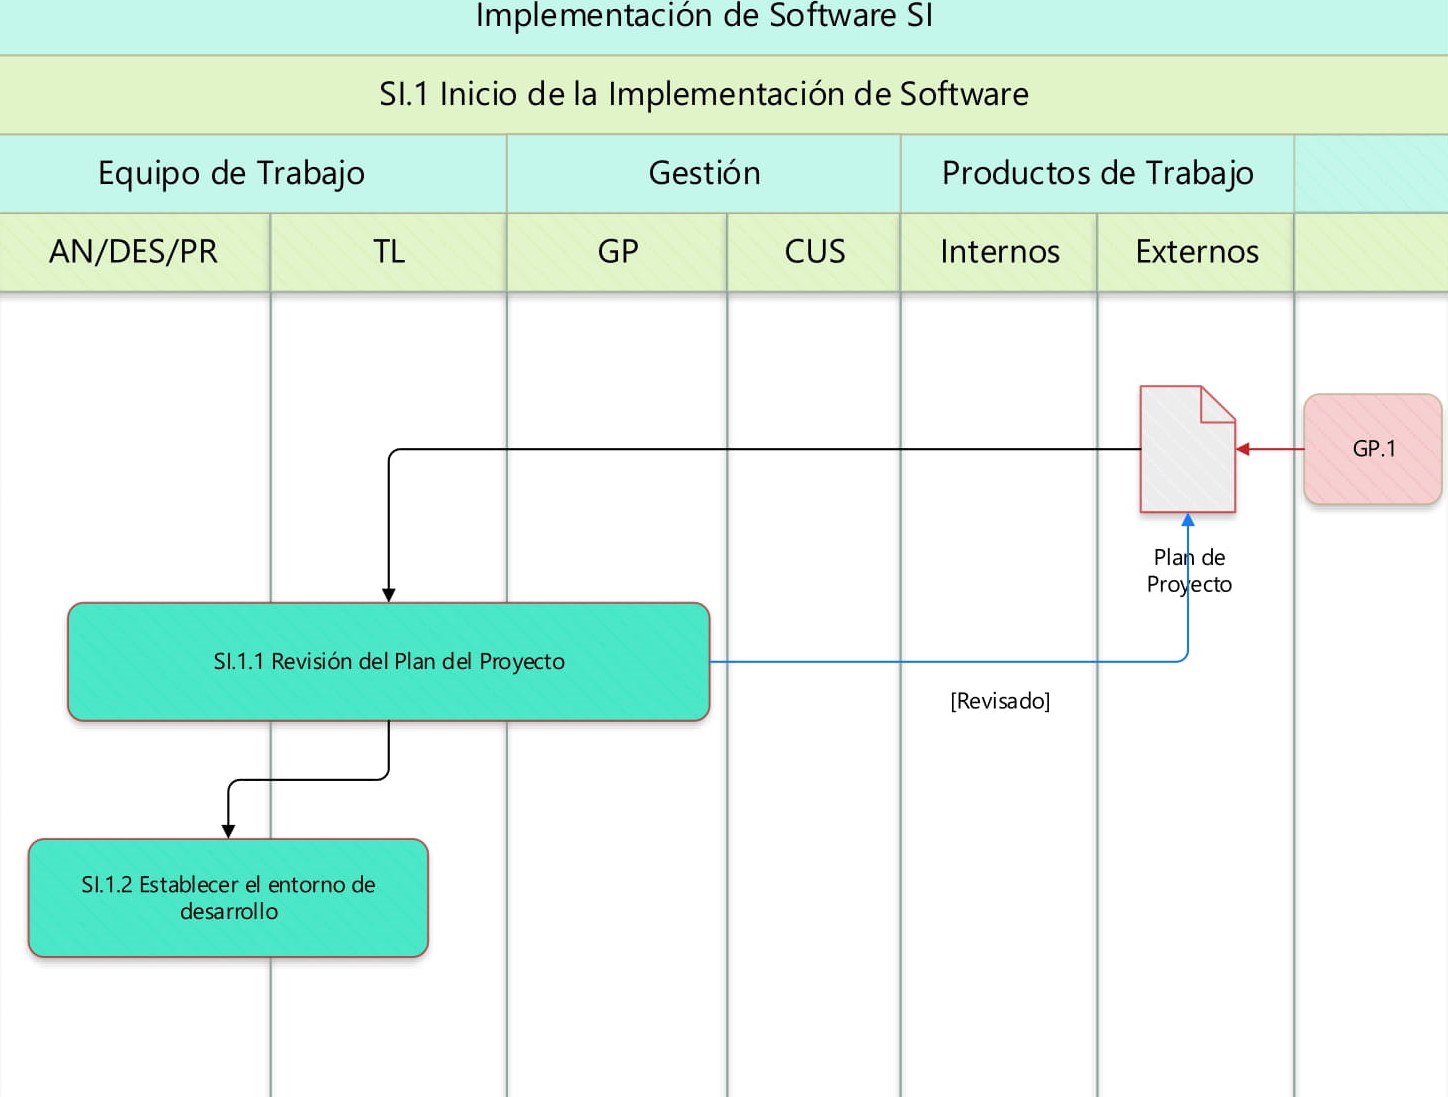 Implementación de Software SI
SI.1 Inicio de la Implementación de Software
Equipo de Trabajo
Gestión
Productos de Trabajo
AN/DES/PR
TL
GP
CUS
Internos
Externos
GP.1
Plan de
Proyecto
SI.1.1 Revisión del Plan del Proyecto
[Revisado]
SI.1.2 Establecer el entorno de
desarrollo